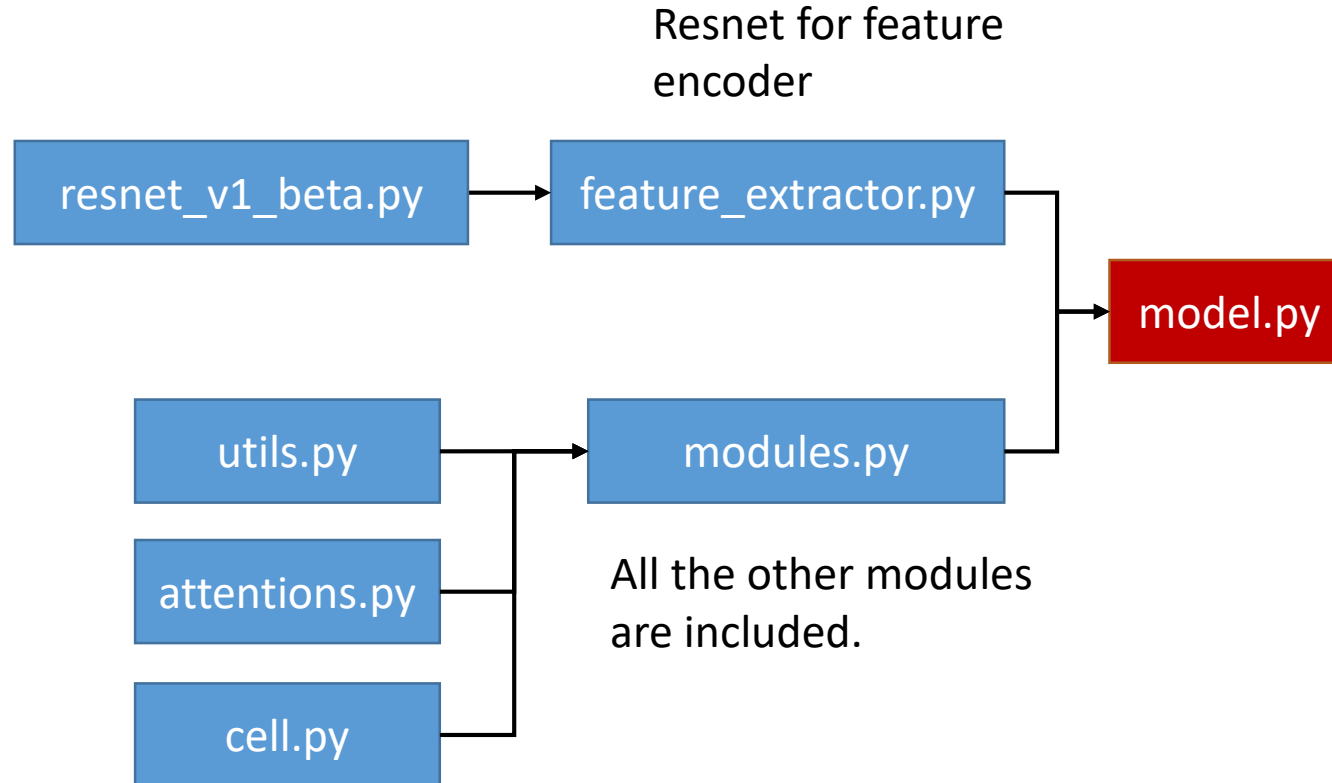 Resnet for feature
encoder
resnet_v1_beta.py
feature_extractor.py
model.py
utils.py
modules.py
attentions.py
All the other modules
are included.
cell.py